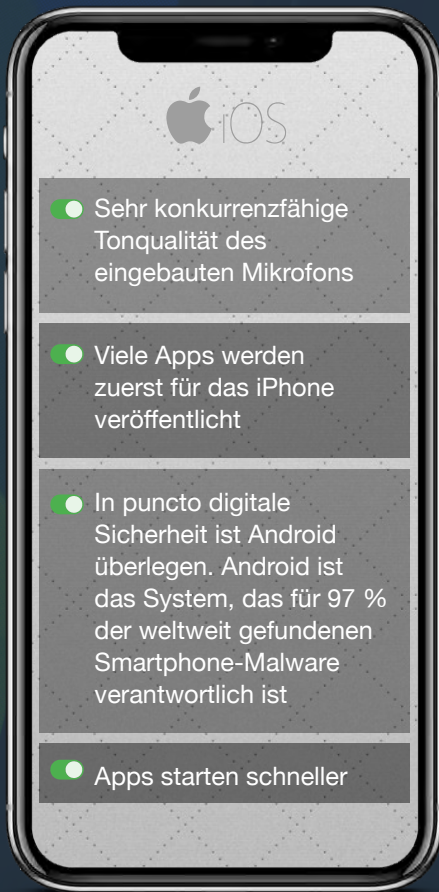 iOS
Sehr konkurrenzfähige
Tonqualität des
eingebauten Mikrofons
Viele Apps werden
zuerst für das iPhone
veröffentlicht
In puncto digitale
Sicherheit ist Android
überlegen. Android ist
das System, das für 97 %
der weltweit gefundenen
Smartphone-Malware
verantwortlich ist
Apps starten schneller